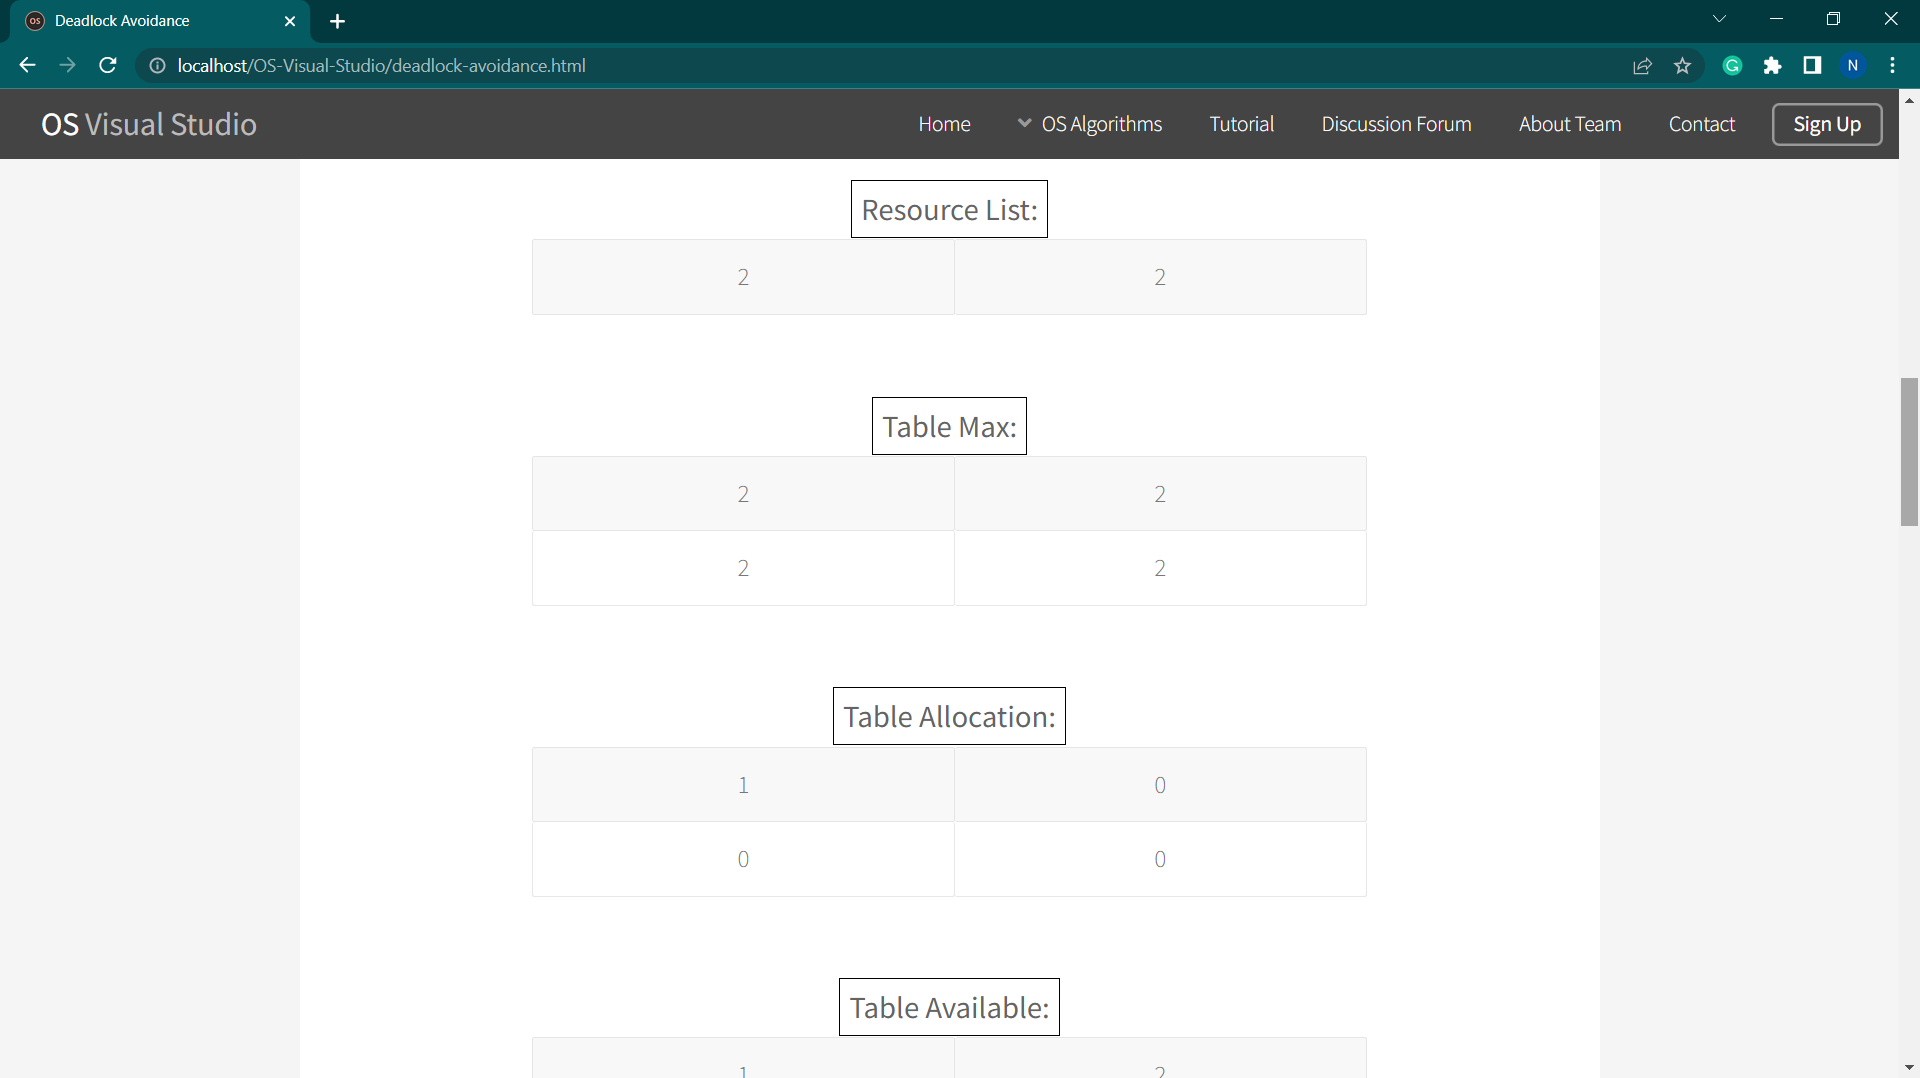 Deadlock Avoidance
localhost/OS-Visual-Studio/deadlock-avoidance.html
G
N
OS Visual Studio
Home
OS Algorithms
Tutorial
Discussion Forum
About Team
Contact
Sign Up
Resource List:
2 2
Table Max:
2 2
2 2
Table Allocation:
1 0
0 0
Table Available:
1 2